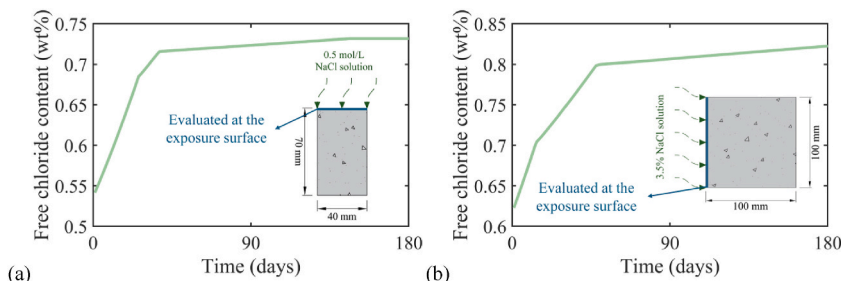 Free chloride content (wt%)
0.75
0.7
0.65
0.6
0.55
0.5
0
90
180
Time (days)
0.5 mol/L
NaCl solution
Evaluated at the
exposure surface
70 mm
40 mm
(a)
Free chloride content (wt%)
0.85
0.8
0.75
0.7
0.65
0.6
0
90
180
Time (days)
3.5% NaCl solution
Evaluated at the
exposure surface
100 mm
100 mm
(b)